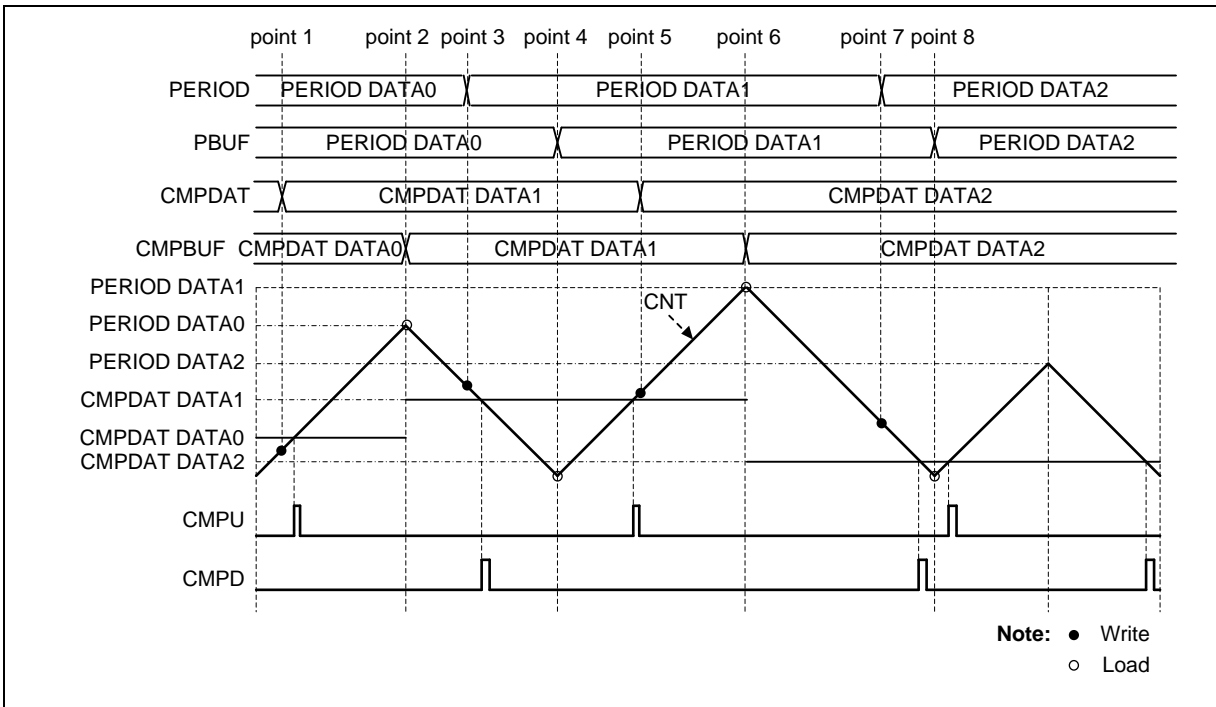 point 1 point 2 point 3 point 4 point 5 point 6 point 7 point 8
PERIOD PERIOD DATA0 PERIOD DATA1 PERIOD DATA2
PBUF PERIOD DATA0 PERIOD DATA1 PERIOD DATA2
CMPDAT CMPDAT DATA1 CMPDAT DATA2
CMPBUF CMPDAT DATA0 CMPDAT DATA1 CMPDAT DATA2
PERIOD DATA1
CNT
PERIOD DATA0
PERIOD DATA2
CMPDAT DATA1
CMPDAT DATA0
CMPDAT DATA2
CMPU
CMPD
Note: ● Write
○ Load